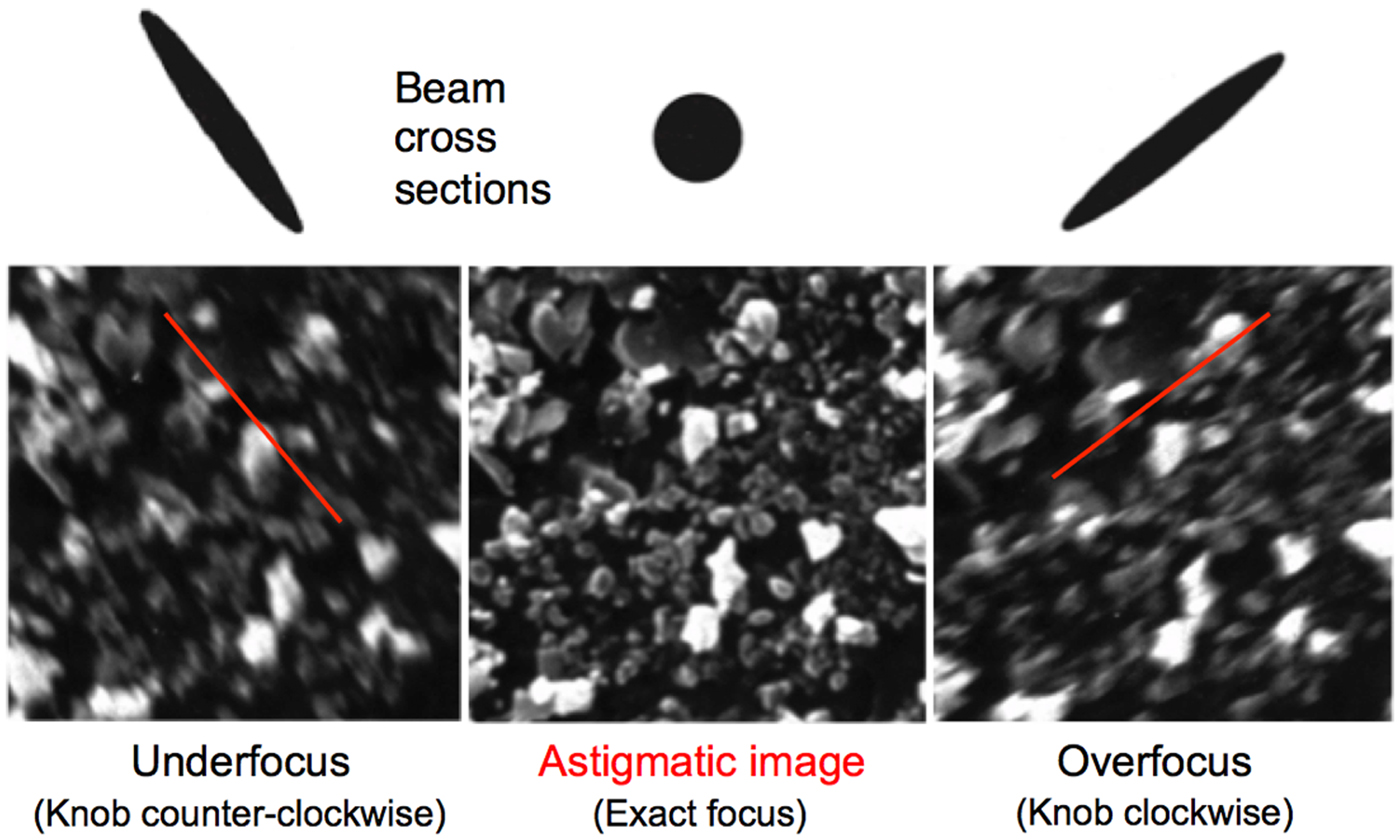 Beam
cross
sections
Underfocus
(Knob counter-clockwise)
Astigmatic image
(Exact focus)
Overfocus
(Knob clockwise)